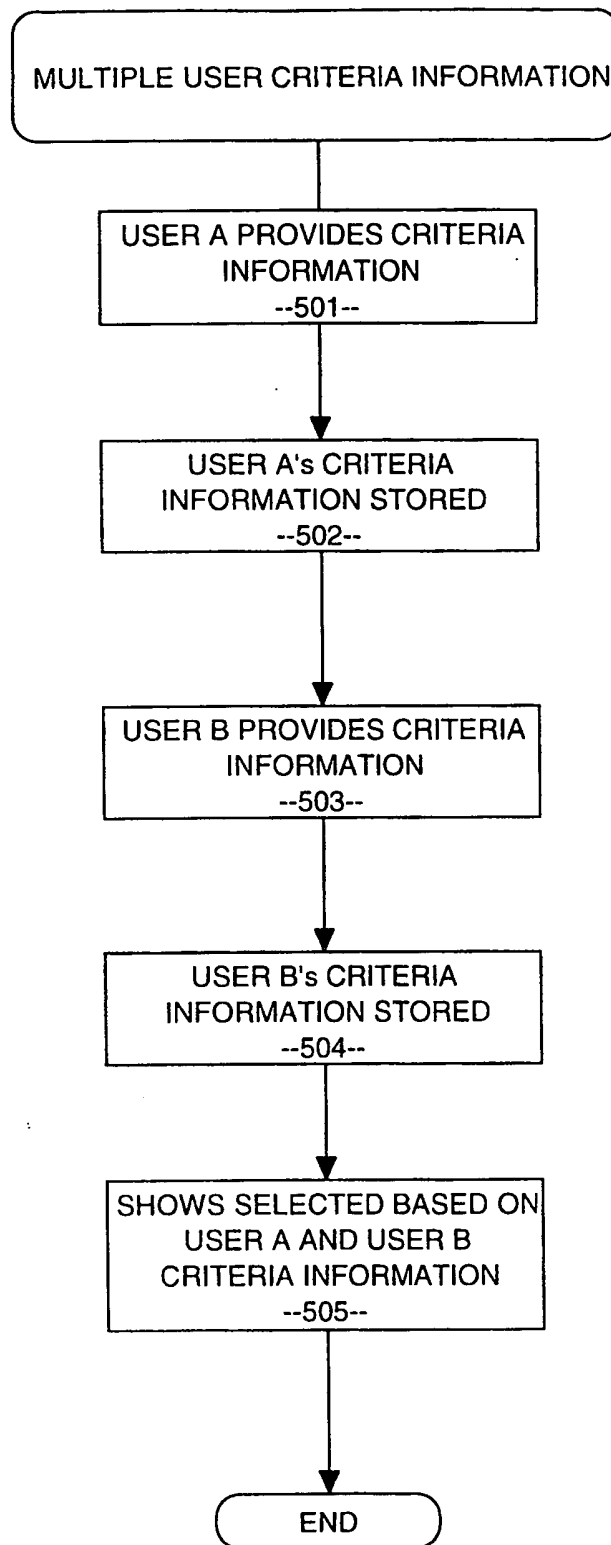 MULTIPLE USER CRITERIA INFORMATION
USER A PROVIDES CRITERIA
INFORMATION
--501--
USER A's CRITERIA
INFORMATION STORED
--502--
USER B PROVIDES CRITERIA
INFORMATION
--503--
USER B's CRITERIA
INFORMATION STORED
--504--
SHOWS SELECTED BASED ON
USER A AND USER B
CRITERIA INFORMATION
--505--
END